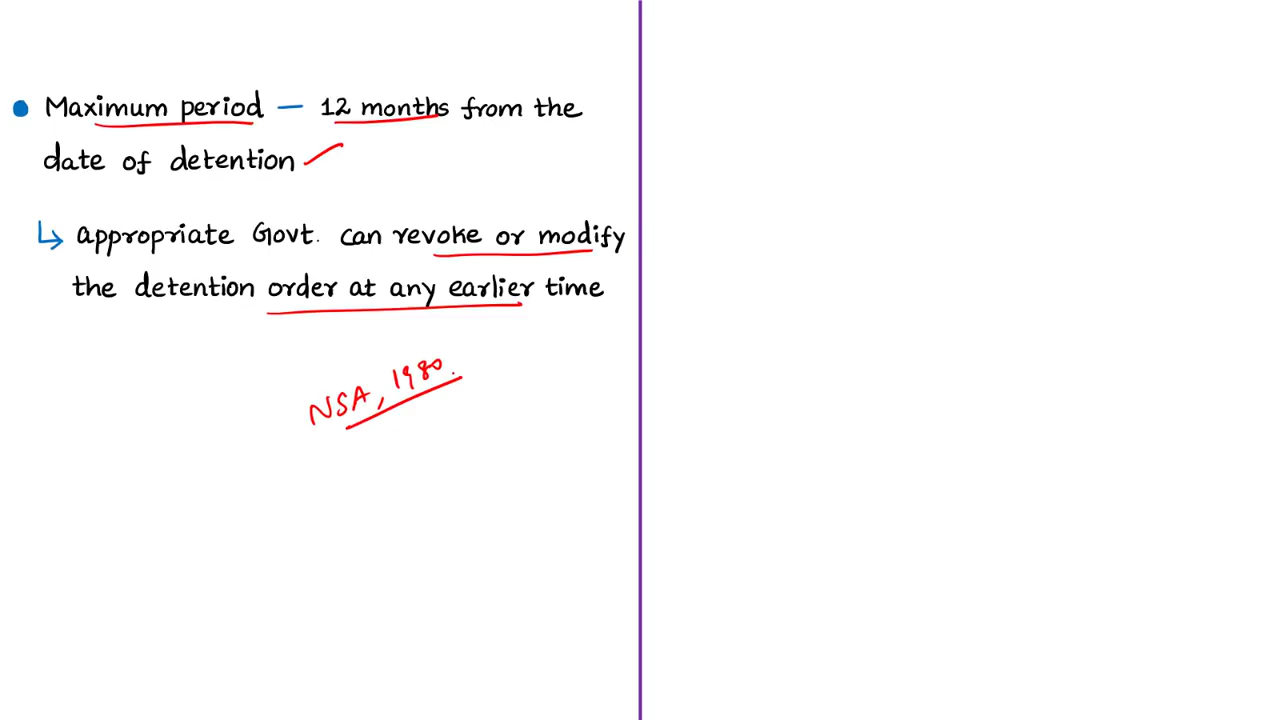 Maximum period — 12 months from the
date of detention
↳ appropriate Govt. can revoke or modify
the detention order at any earlier time
NSA, 1980.